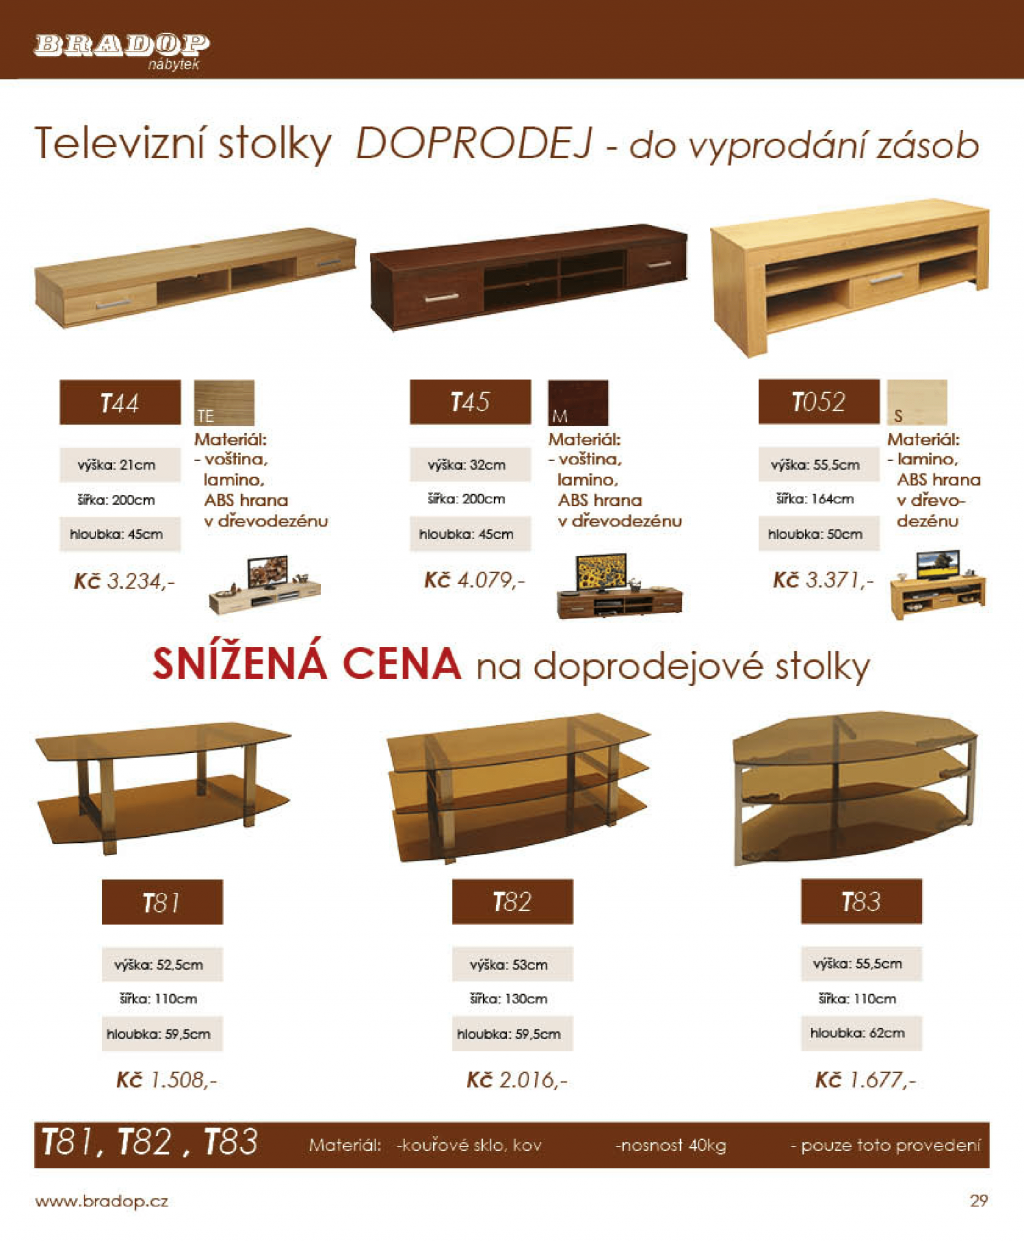 BRADOP
nábytek
Televizní stolky DOPRODEJ - do vyprodání zásob
T44
TE
Materiál:
- voština,
lamino,
ABS hrana
v dřevodezénu
výška: 21cm
šířka: 200cm
hloubka: 45cm
Kč 3.234,-
T45
M
Materiál:
- voština,
lamino,
ABS hrana
v dřevodezénu
výška: 32cm
šířka: 200cm
hloubka: 45cm
Kč 4.079,-
T052
S
Materiál:
- lamino,
ABS hrana
v dřevo-
dezénu
výška: 55,5cm
šířka: 164cm
hloubka: 50cm
Kč 3.371,-
SNÍŽENÁ CENA na doprodejové stolky
T81
výška: 52,5cm
šířka: 110cm
hloubka: 59,5cm
Kč 1.508,-
T82
výška: 53cm
šířka: 130cm
hloubka: 59,5cm
Kč 2.016,-
T83
výška: 55,5cm
šířka: 110cm
hloubka: 62cm
Kč 1.677,-
T81, T82 , T83 Materiál: -kouřové sklo, kov -nosnost 40kg - pouze toto provedení
www.bradop.cz 29